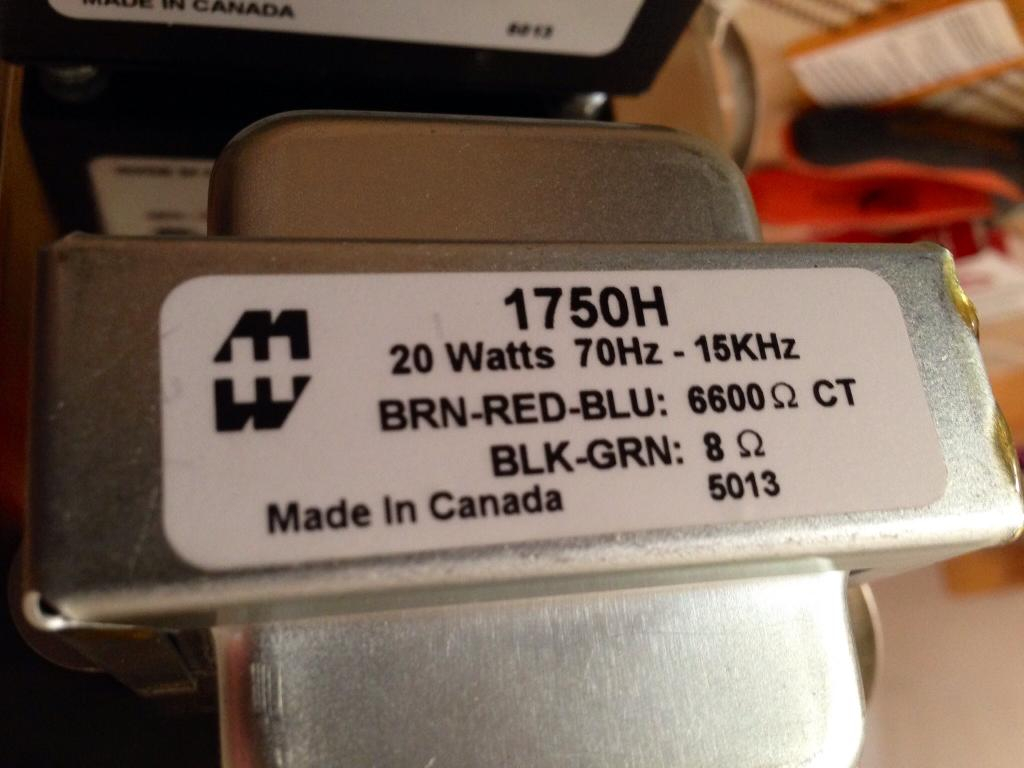 MADE IN CANADA
5013
1750H
20 Watts 70Hz - 15KHz
BRN-RED-BLU: 6600Ω CT
BLK-GRN: 8 Ω
Made In Canada 5013